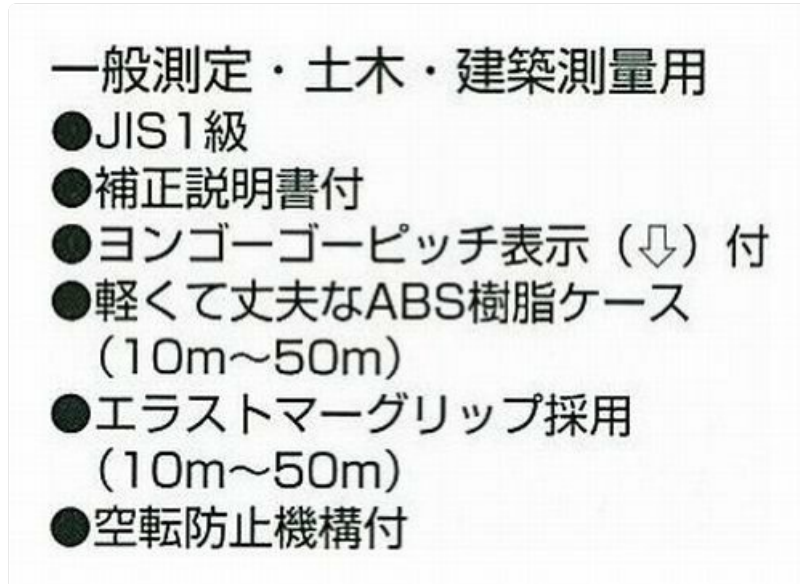 一般測定・土木・建築測量用
●JIS1級
●補正説明書付
●ヨンゴーゴーピッチ表示（⇩）付
●軽くて丈夫なABS樹脂ケース
（10m〜50m）
●エラストマーグリップ採用
（10m〜50m）
●空転防止機構付